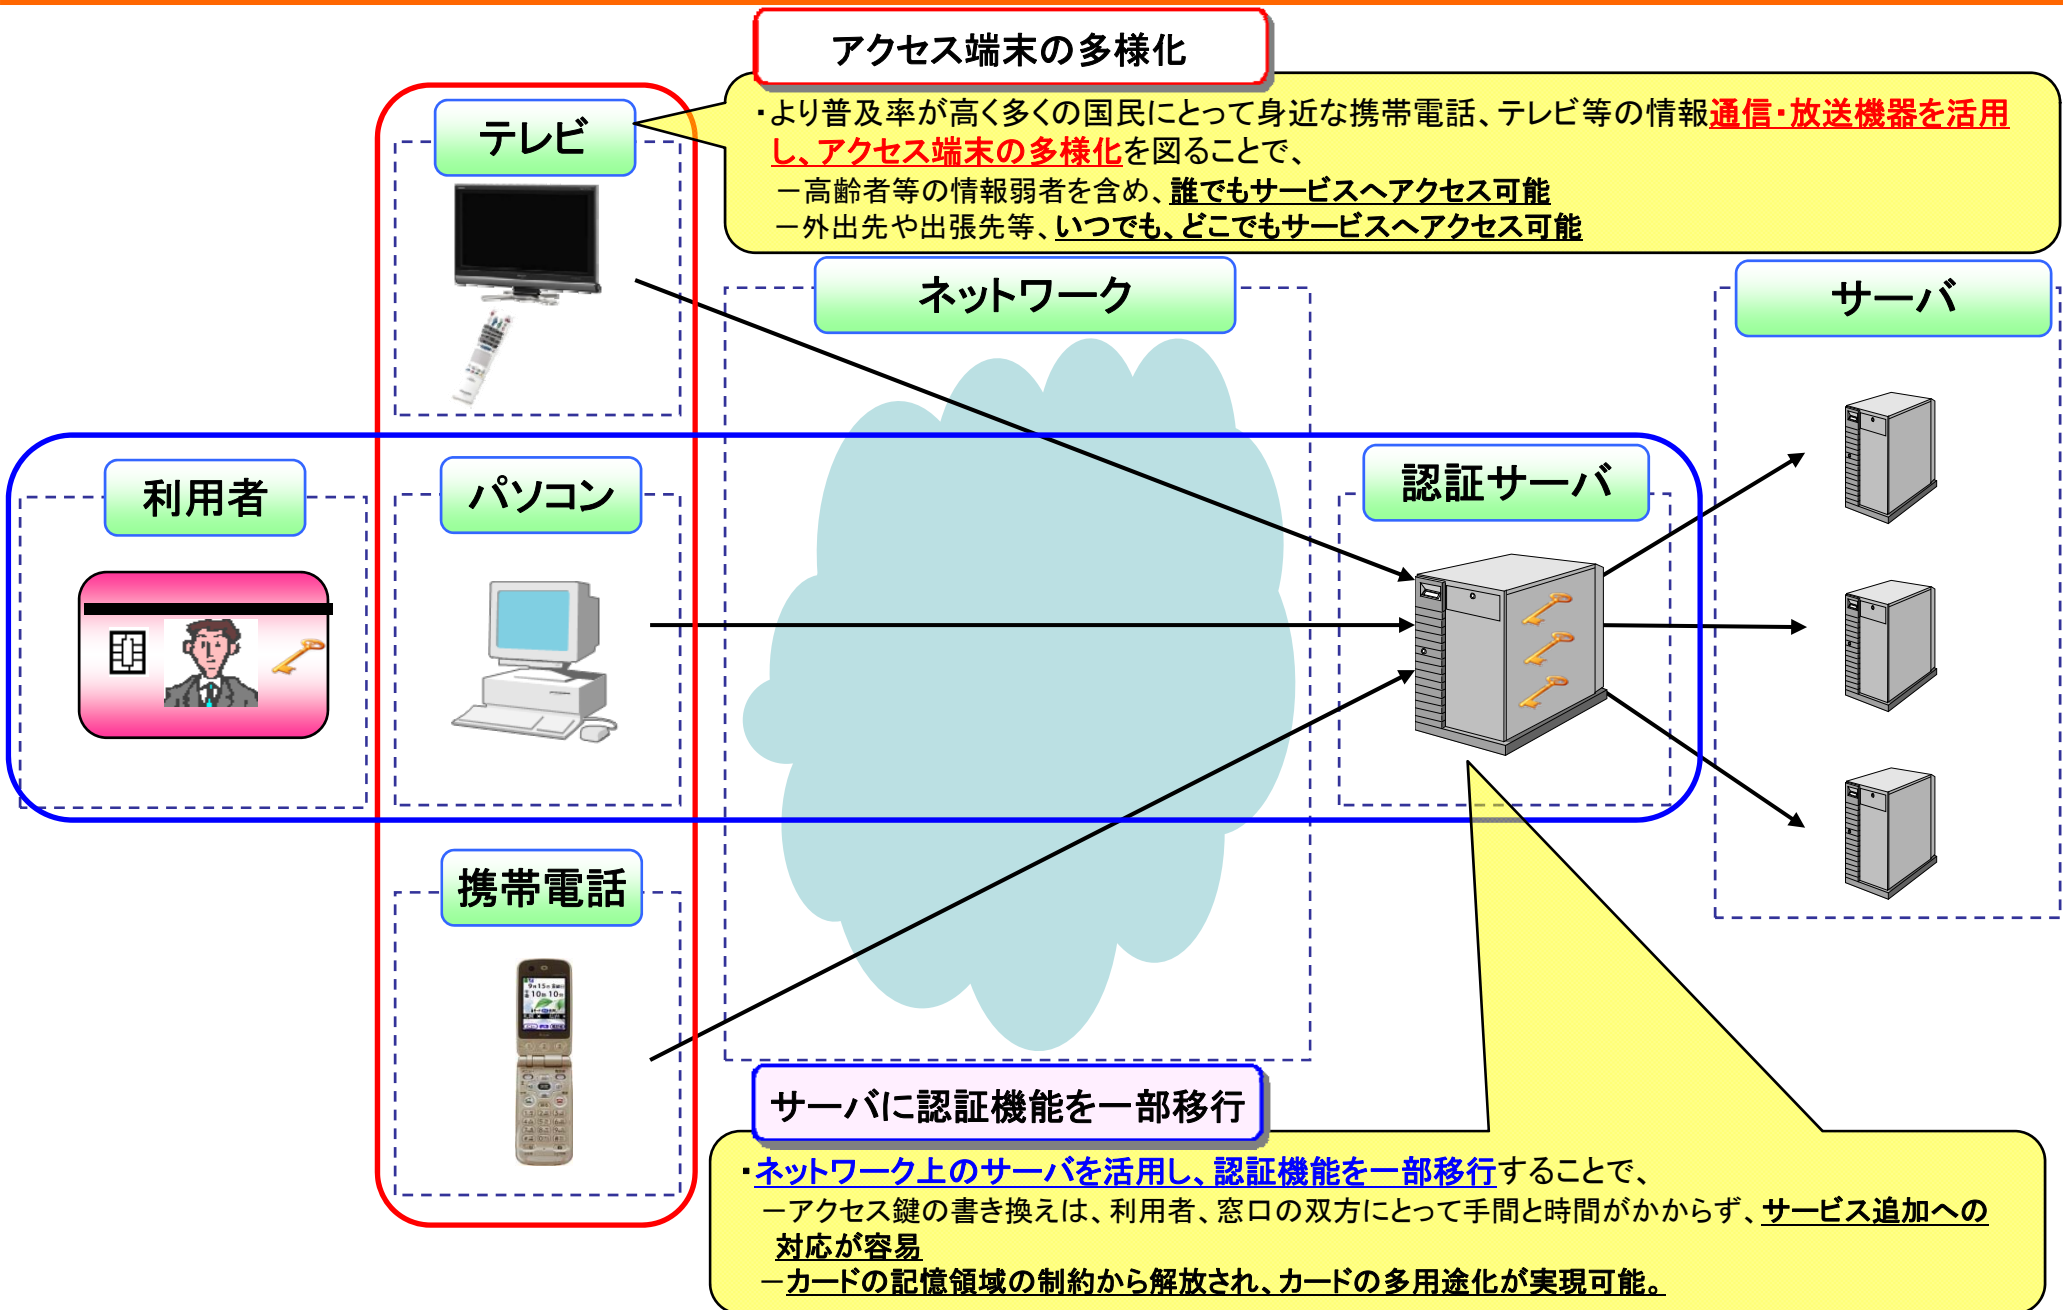 アクセス端末の多様化
・より普及率が高く多くの国民にとって身近な携帯電話、テレビ等の情報通信・放送機器を活用
し、アクセス端末の多様化を図ることで、
－高齢者等の情報弱者を含め、誰でもサービスへアクセス可能
－外出先や出張先等、いつでも、どこでもサービスへアクセス可能
テレビ
ネットワーク
サーバ
利用者
パソコン
認証サーバ
携帯電話
サーバに認証機能を一部移行
・ネットワーク上のサーバを活用し、認証機能を一部移行することで、
－アクセス鍵の書き換えは、利用者、窓口の双方にとって手間と時間がかからず、サービス追加への
対応が容易
－カードの記憶領域の制約から解放され、カードの多用途化が実現可能。